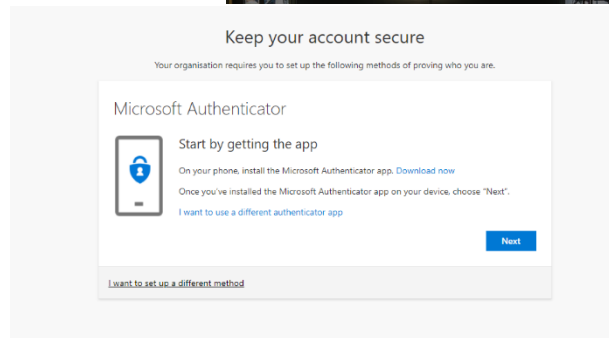 Keep your account secure
Your organisation requires you to set up the following methods of proving who you are.
Microsoft Authenticator
Start by getting the app
On your phone, install the Microsoft Authenticator app. Download now
Once you've installed the Microsoft Authenticator app on your device, choose "Next".
I want to use a different authenticator app
Next
I want to set up a different method